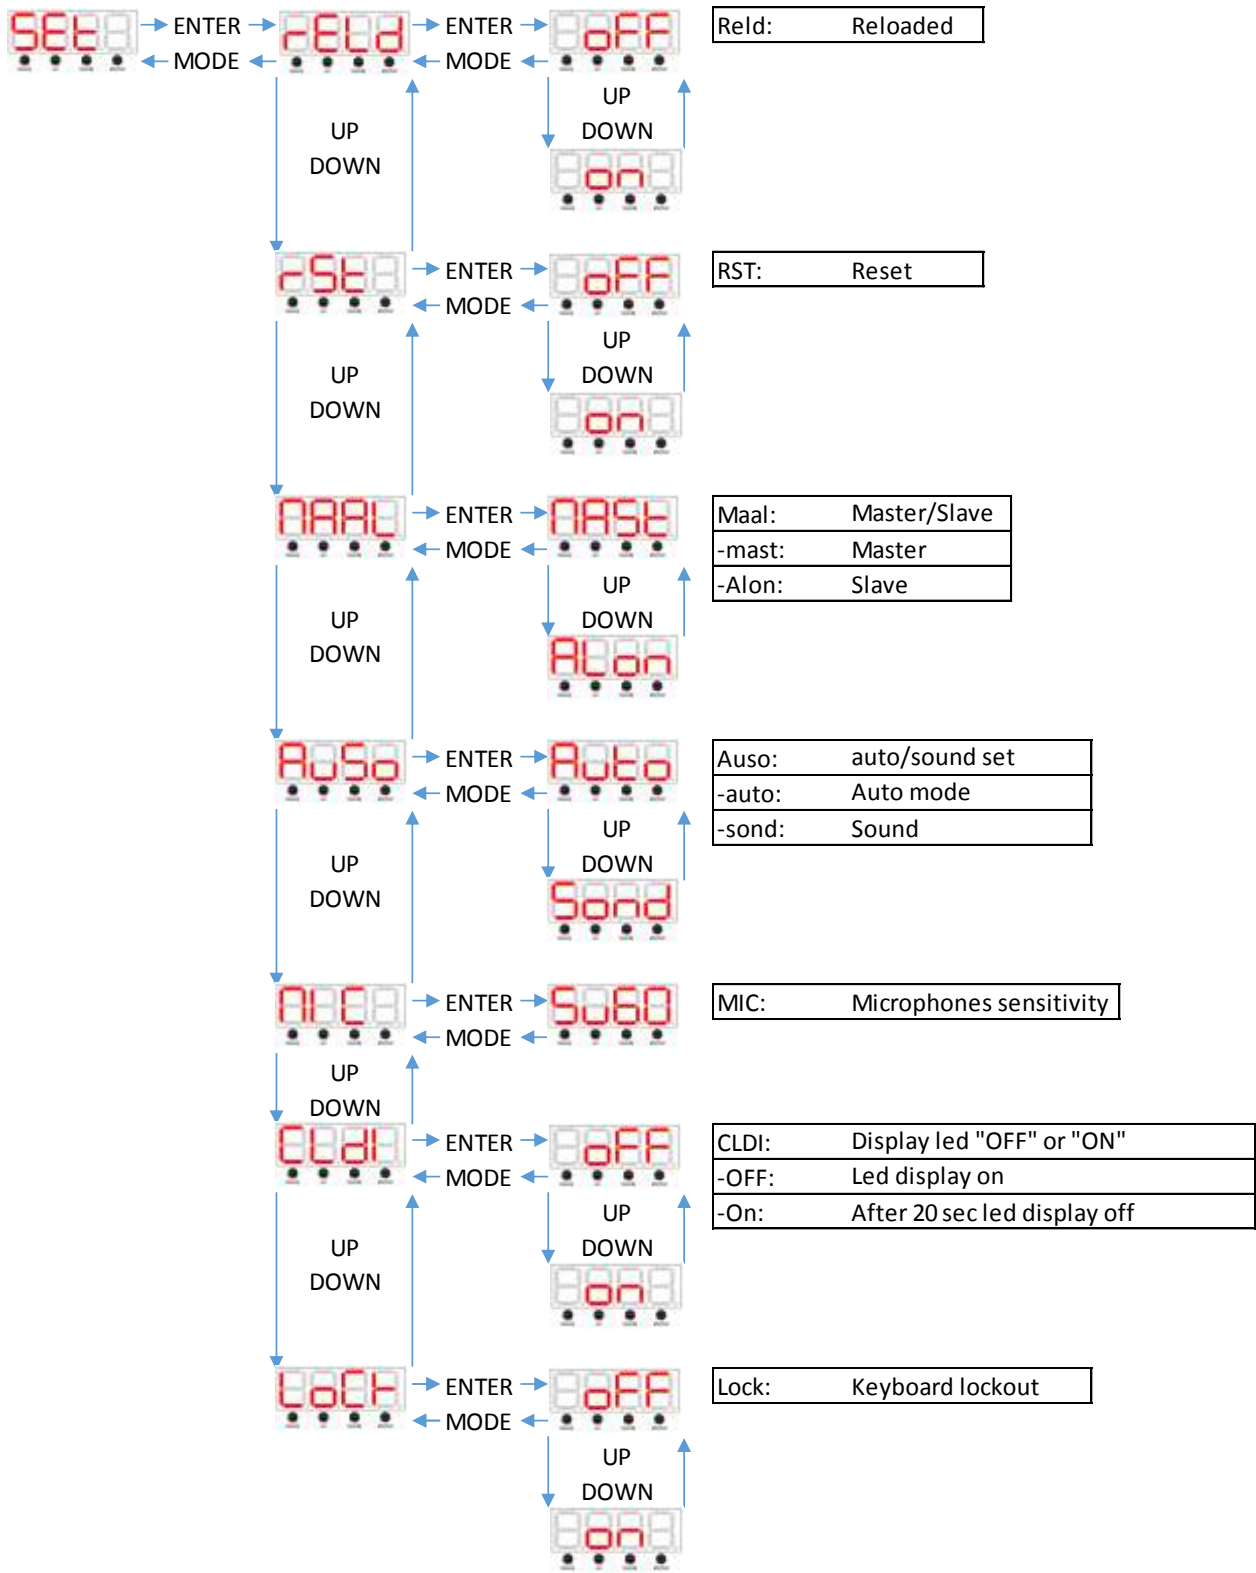 SEt ENTER rELd ENTER oFF Reld: Reloaded
MODE MODE
UP
DOWN
UP
DOWN
on
rSt ENTER oFF RST: Reset
MODE
UP
DOWN
UP
DOWN
on
MAAL ENTER MASt Maal: Master/Slave
MODE -mast: Master
UP -Alon: Slave
DOWN
UP
DOWN
ALon
AuSo ENTER Auto Auso: auto/sound set
MODE -auto: Auto mode
UP -sond: Sound
DOWN
UP
DOWN
Sond
MIC ENTER Su60 MIC: Microphones sensitivity
MODE
UP
DOWN
CLdI ENTER oFF CLDI: Display led "OFF" or "ON"
MODE -OFF: Led display on
UP -On: After 20 sec led display off
DOWN
UP
DOWN
on
LoCk ENTER oFF Lock: Keyboard lockout
MODE
UP
DOWN
on